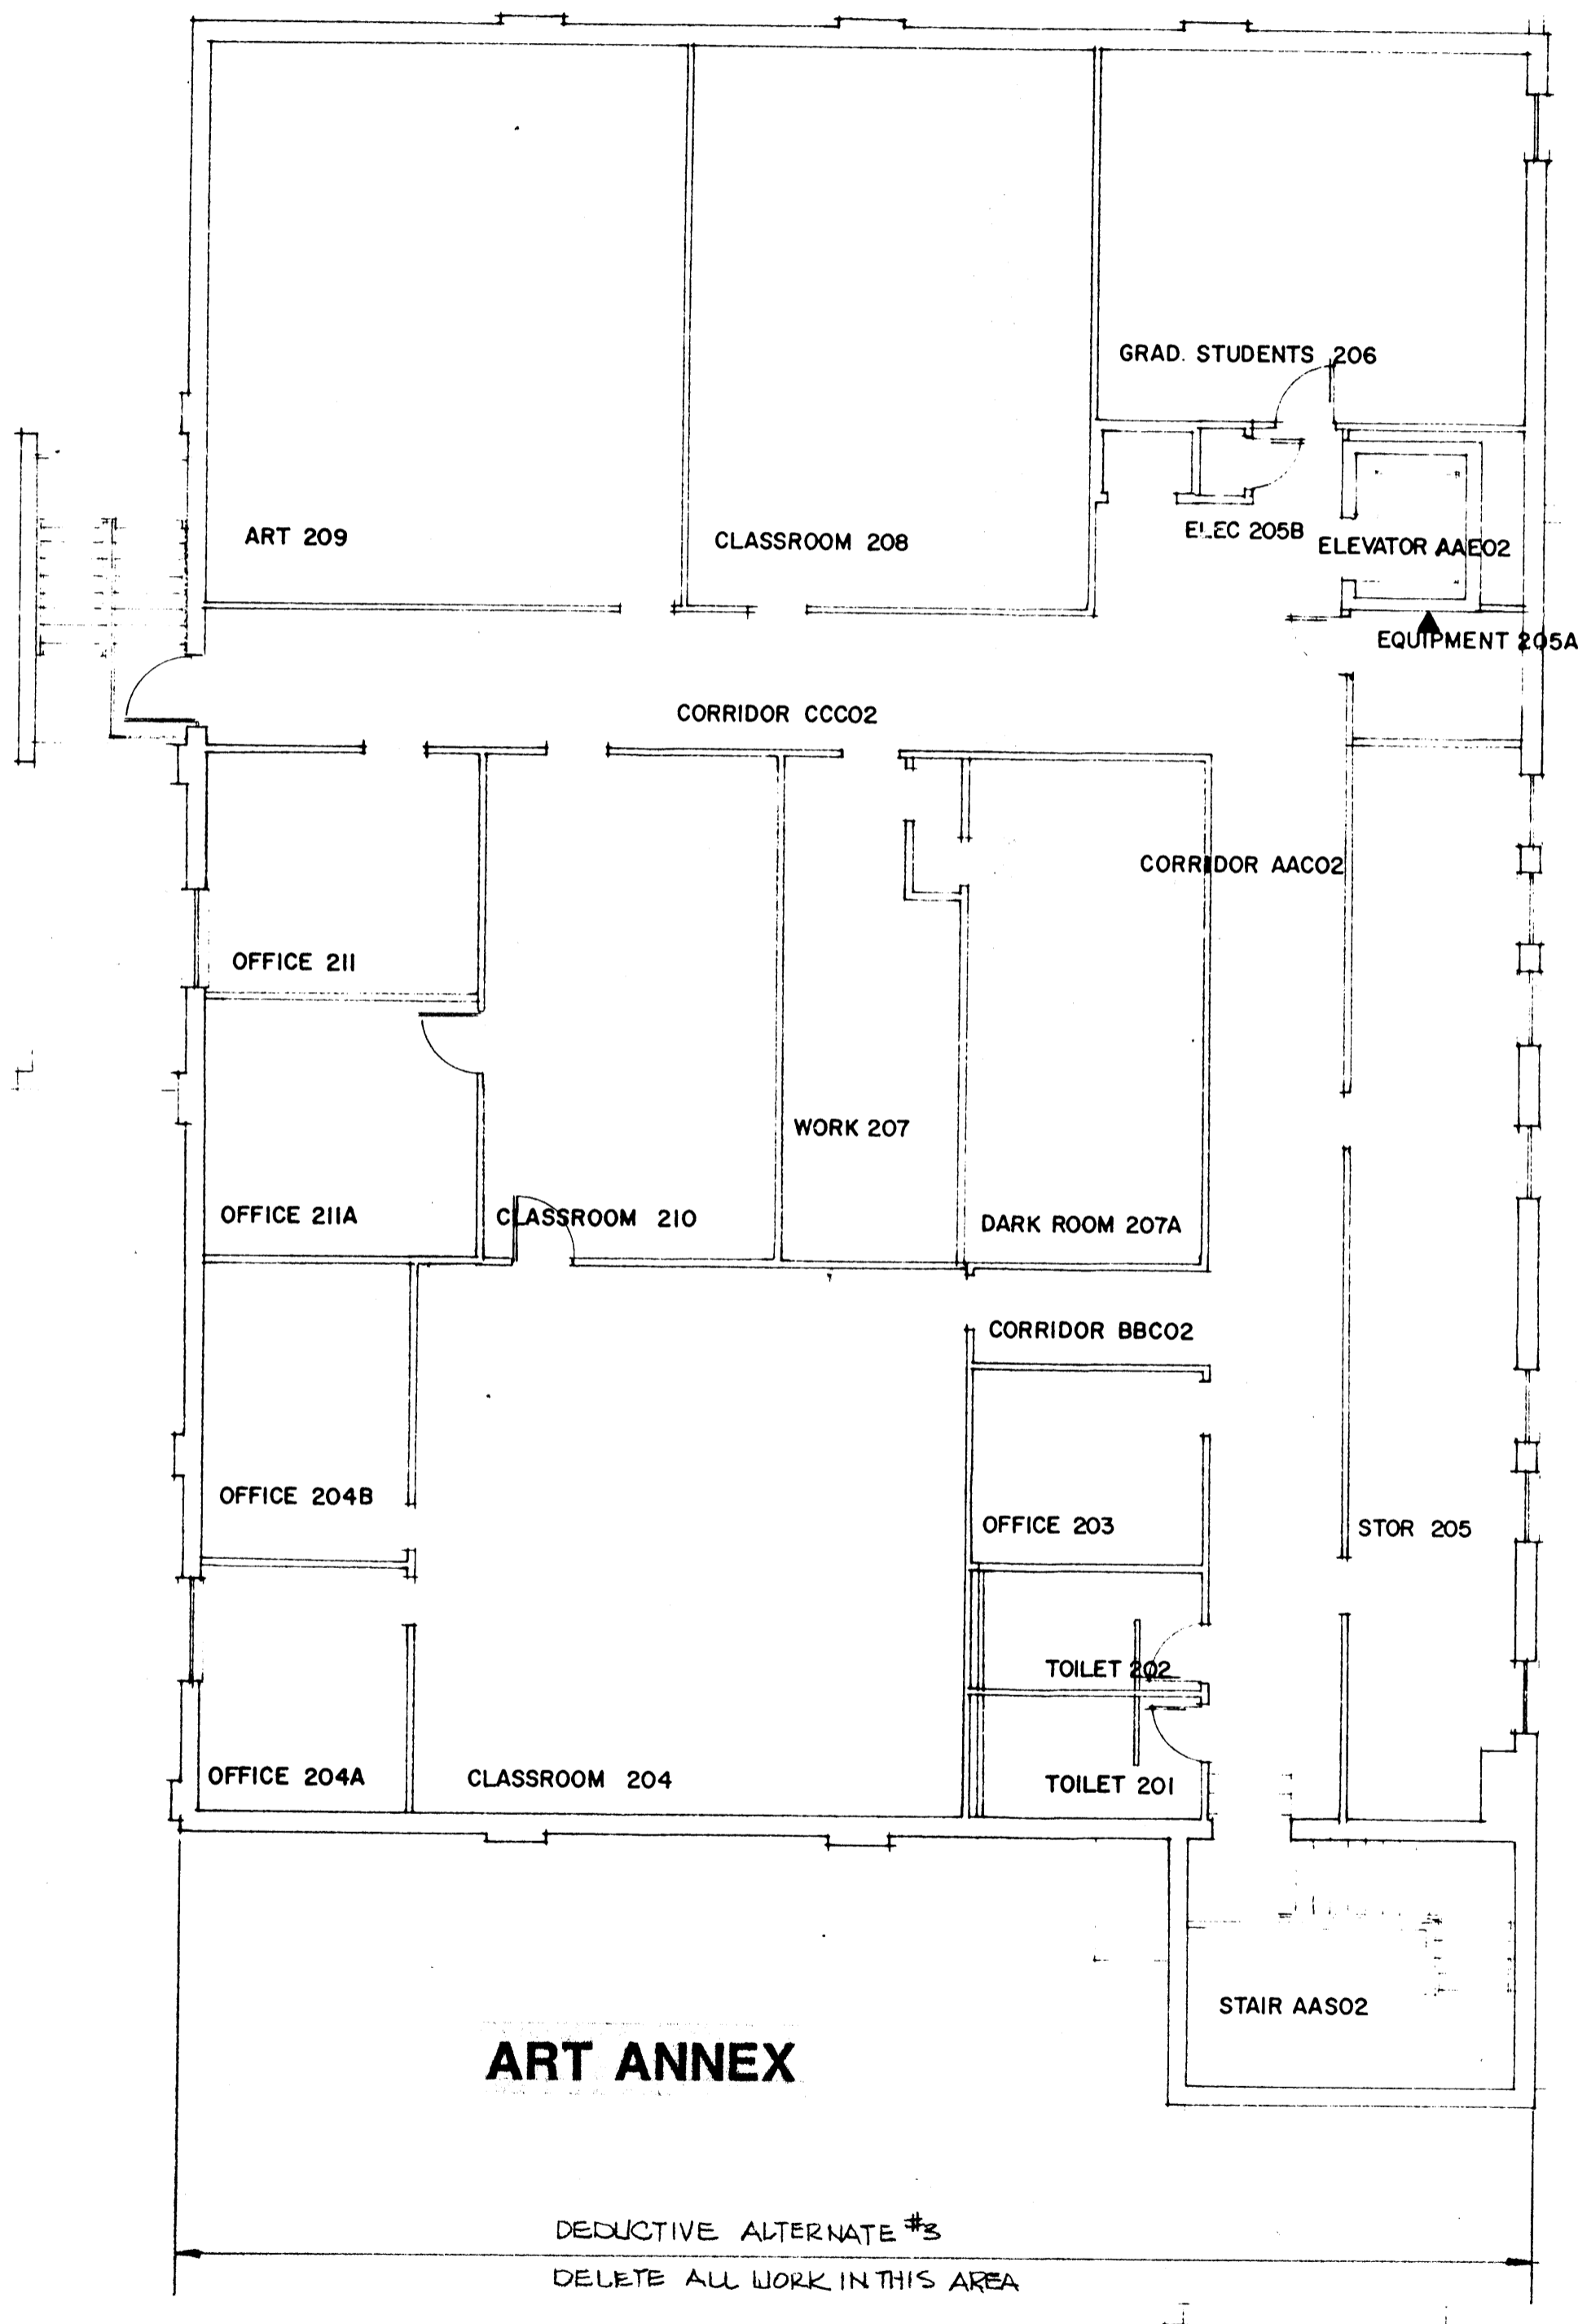 GRAD. STUDENTS 206
ART 209
CLASSROOM 208
ELEC 205B
ELEVATOR AAE02
EQUIPMENT 205A
CORRIDOR CCC02
CORRIDOR AAC02
OFFICE 211
WORK 207
OFFICE 211A
CLASSROOM 210
DARK ROOM 207A
CORRIDOR BBC02
OFFICE 204B
OFFICE 203
STOR 205
TOILET 202
OFFICE 204A
CLASSROOM 204
TOILET 201
STAIR AAS02
ART ANNEX
DEDUCTIVE ALTERNATE #3
DELETE ALL WORK IN THIS AREA